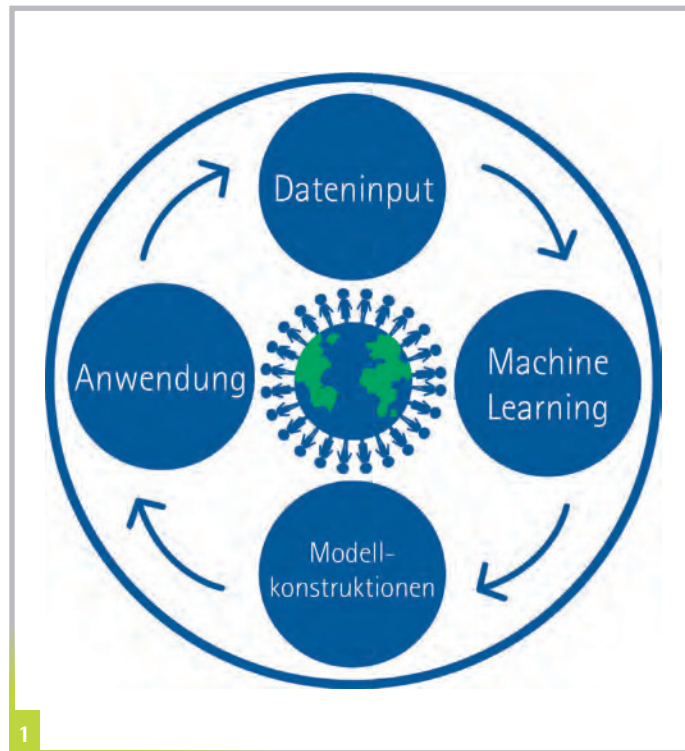 Dateninput
Machine
Learning
Modell-
konstruktionen
Anwendung
1